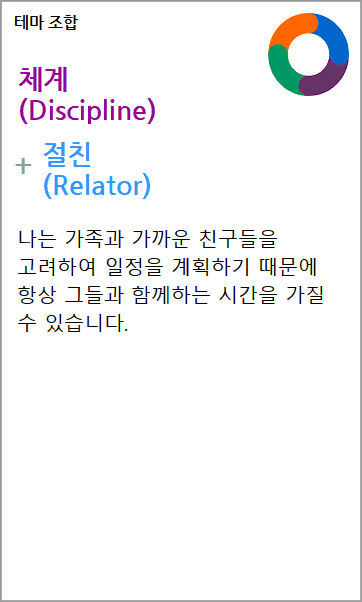 테마 조합
체계
(Discipline)
+ 절친
(Relator)
나는 가족과 가까운 친구들을
고려하여 일정을 계획하기 때문에
항상 그들과 함께하는 시간을 가질
수 있습니다.